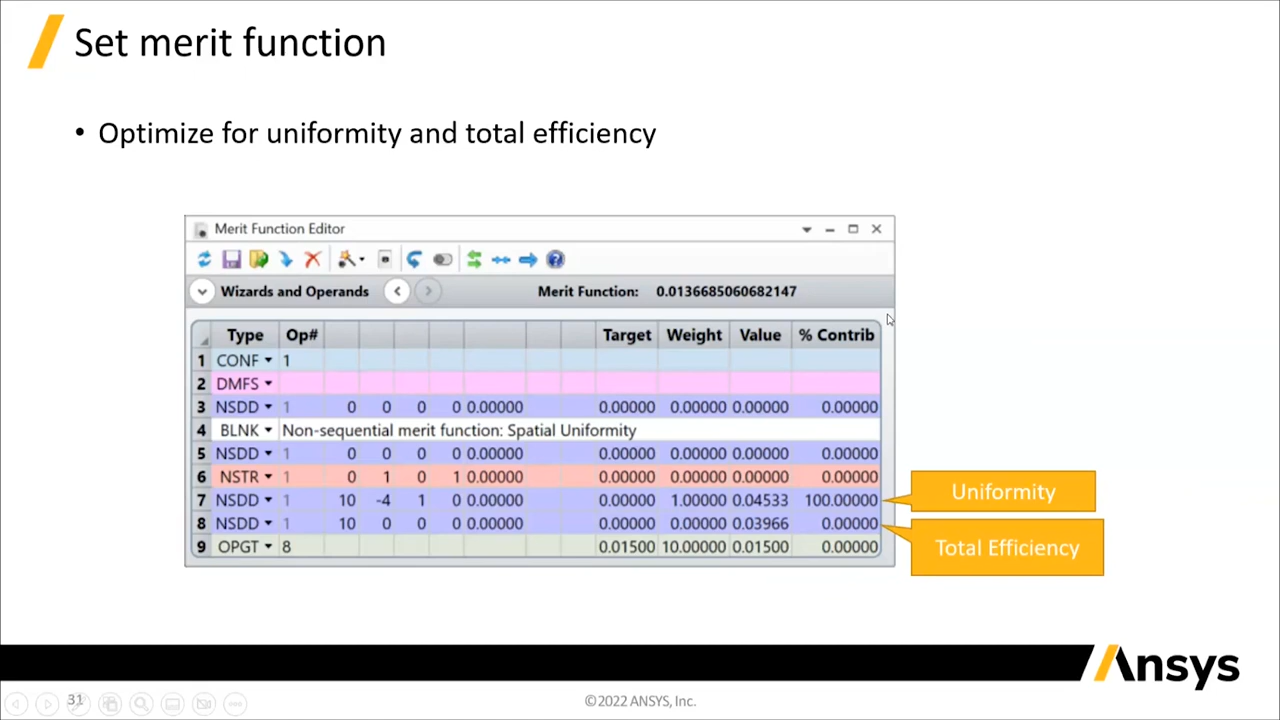 Set merit function
• Optimize for uniformity and total efficiency
Merit Function Editor
Wizards and Operands Merit Function: 0.0136685060682147
Type Op# Target Weight Value % Contrib
1 CONF 1
2 DMFS
3 NSDD 1 0 0 0 0 0.00000 0.00000 0.00000 0.00000 0.00000
4 BLNK Non-sequential merit function: Spatial Uniformity
5 NSDD 1 0 0 0 0 0.00000 0.00000 0.00000 0.00000 0.00000
6 NSTR 1 0 1 0 1 0.00000 0.00000 0.00000 0.00000 0.00000
7 NSDD 1 10 -4 1 0 0.00000 0.00000 1.00000 0.04533 100.00000
8 NSDD 1 10 0 0 0 0.00000 0.00000 0.00000 0.03966 0.00000
9 OPGT 8 0.01500 10.00000 0.01500 0.00000
Uniformity
Total Efficiency
Ansys
31
©2022 ANSYS, Inc.